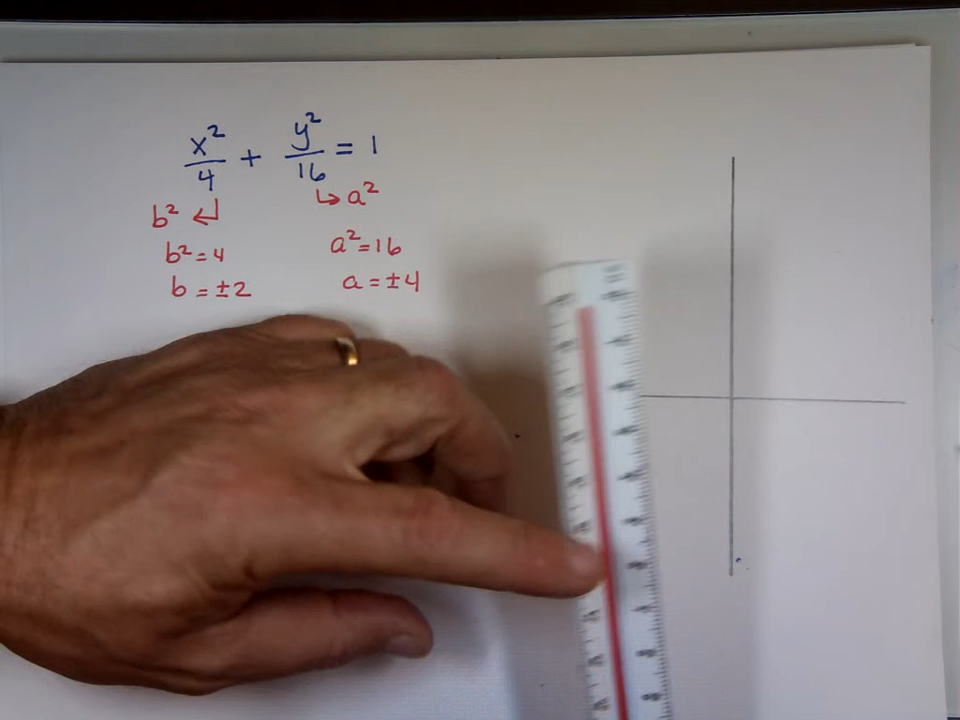 x²/4 + y²/16 = 1
b² ↲ ↳ a²
b² = 4 a² = 16
b = ±2 a = ±4